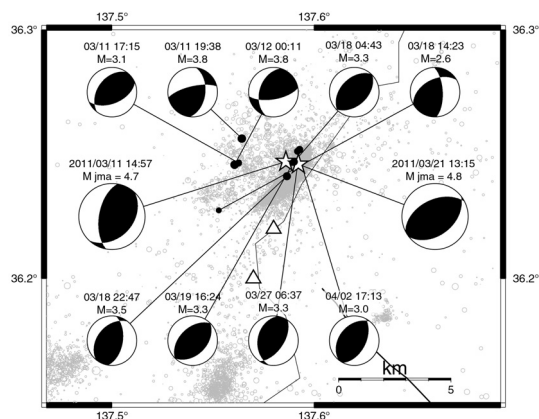 137.5° 137.6°
36.3° 36.3°
03/11 17:15 03/11 19:38 03/12 00:11 03/18 04:43 03/18 14:23
M=3.1 M=3.8 M=3.8 M=3.3 M=2.6
2011/03/11 14:57 2011/03/21 13:15
M jma = 4.7 M jma = 4.8
36.2° 36.2°
03/18 22:47 03/19 16:24 03/27 06:37 04/02 17:13
M=3.5 M=3.3 M=3.3 M=3.0
km
0 5
137.5° 137.6°